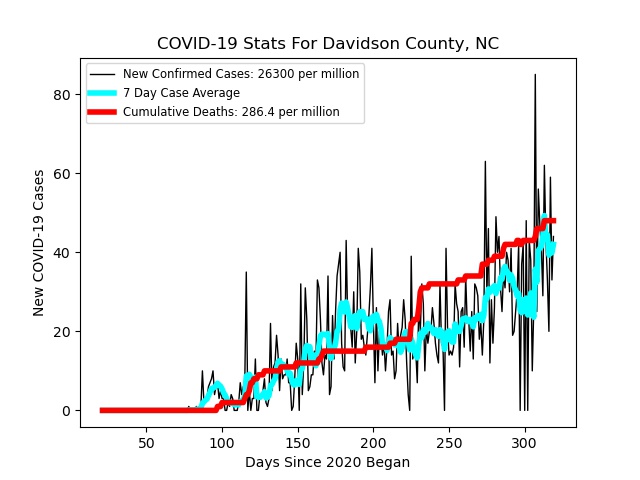 COVID-19 Stats For Davidson County, NC
New Confirmed Cases: 26300 per million
7 Day Case Average
Cumulative Deaths: 286.4 per million
New COVID-19 Cases
80
60
40
20
0
50 100 150 200 250 300
Days Since 2020 Began